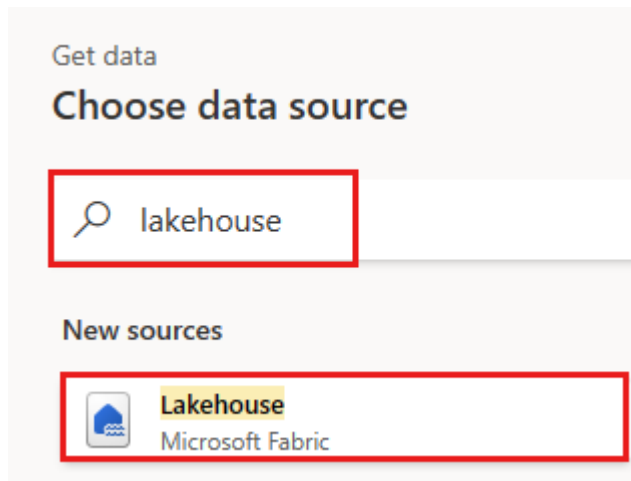 Get data
Choose data source
lakehouse
New sources
Lakehouse
Microsoft Fabric